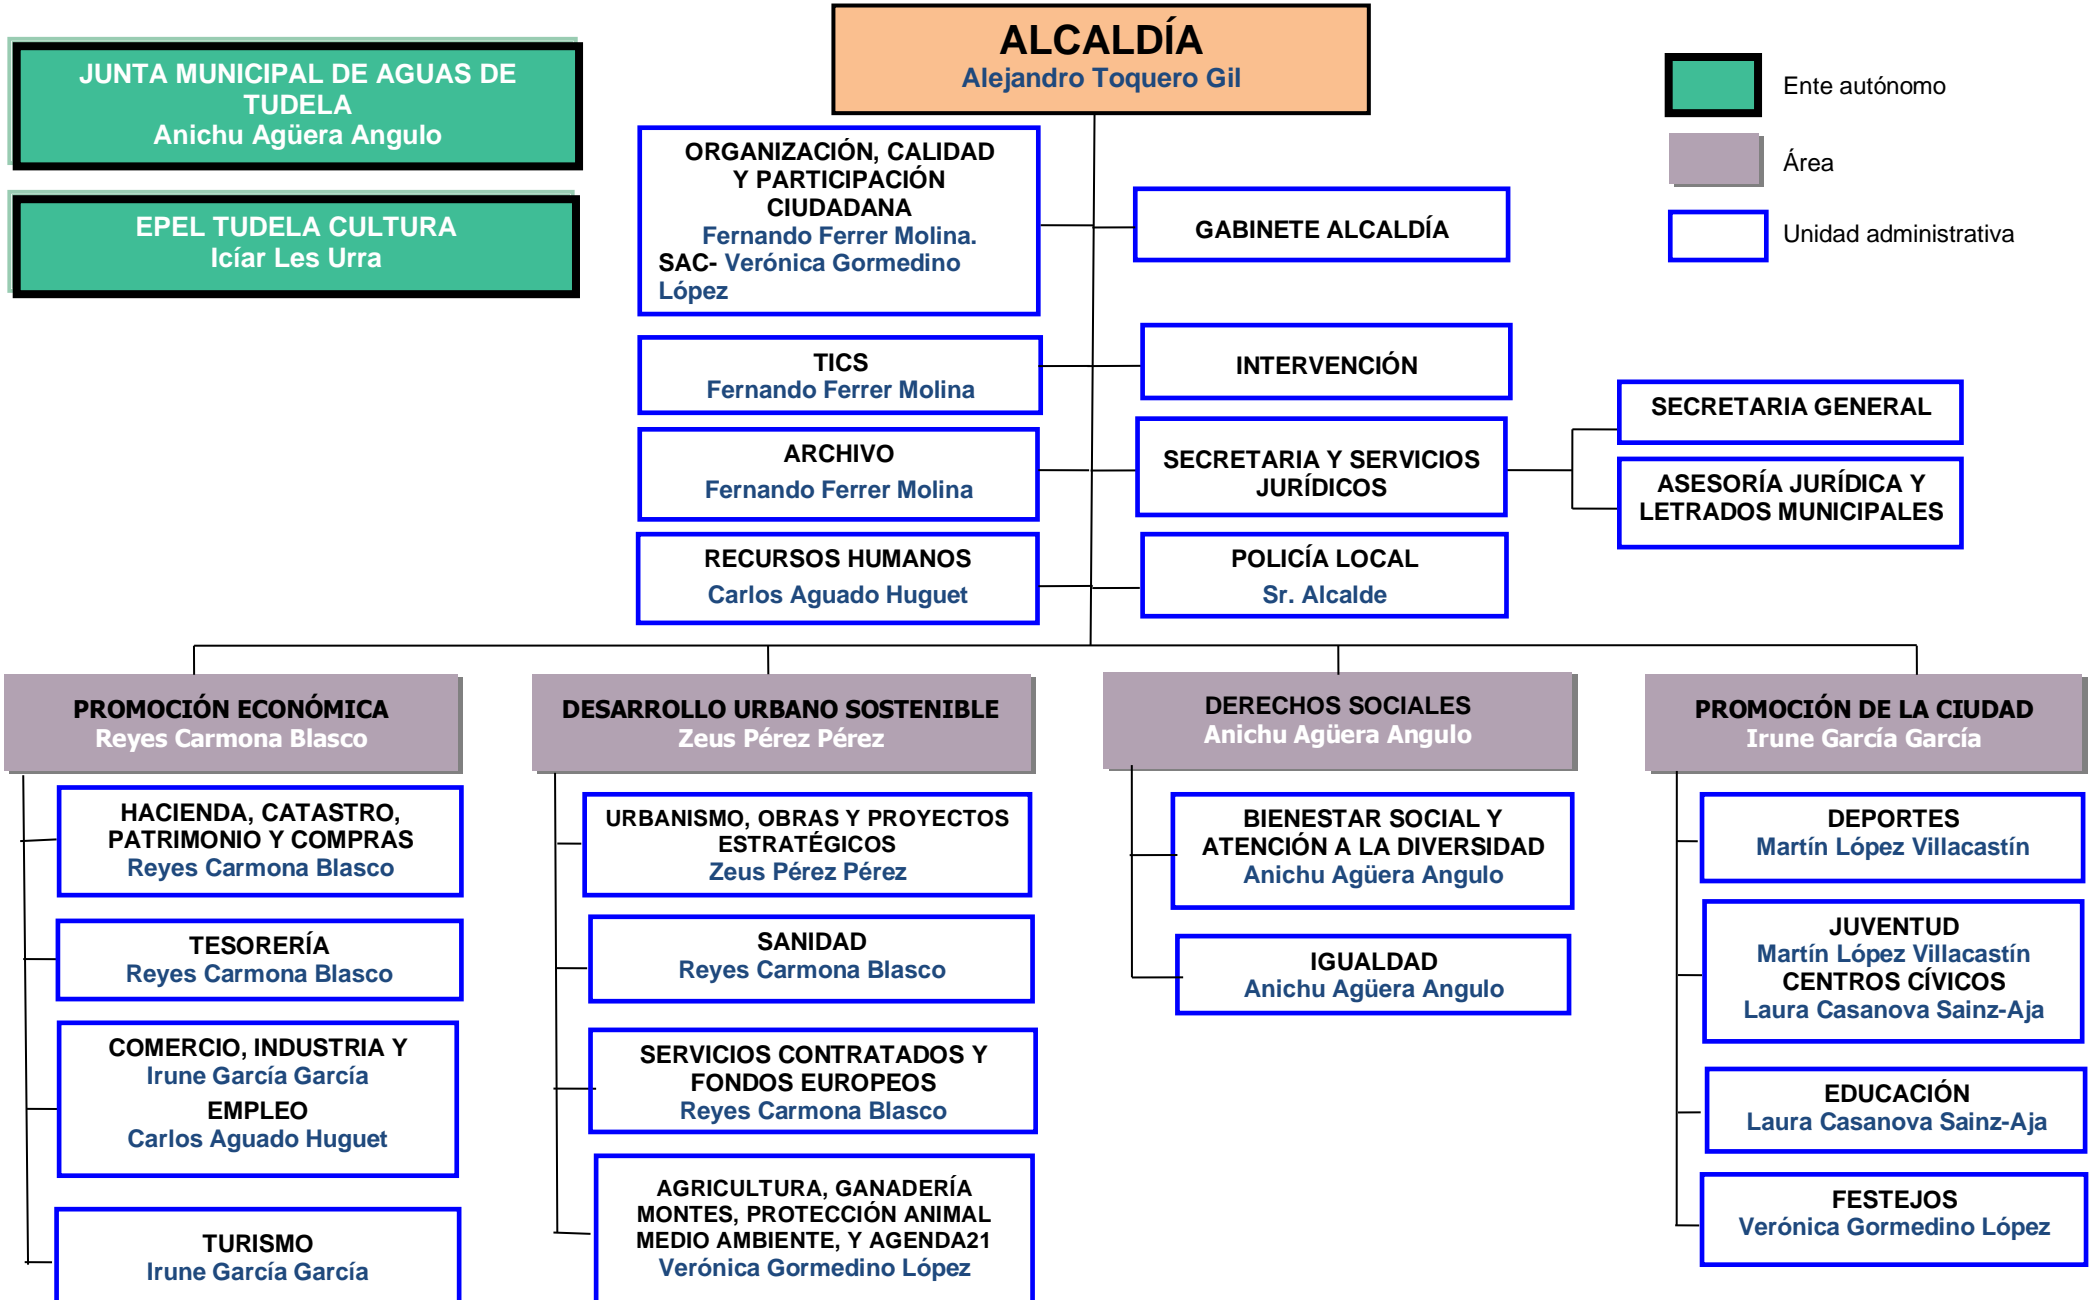 JUNTA MUNICIPAL DE AGUAS DE
TUDELA
Anichu Agüera Angulo
EPEL TUDELA CULTURA
Icíar Les Urra
ALCALDÍA
Alejandro Toquero Gil
Ente autónomo
Área
Unidad administrativa
ORGANIZACIÓN, CALIDAD
Y PARTICIPACIÓN
CIUDADANA
Fernando Ferrer Molina.
SAC- Verónica Gormedino
López
GABINETE ALCALDÍA
TICS
Fernando Ferrer Molina
INTERVENCIÓN
ARCHIVO
Fernando Ferrer Molina
SECRETARIA Y SERVICIOS
JURÍDICOS
SECRETARIA GENERAL
ASESORÍA JURÍDICA Y
LETRADOS MUNICIPALES
RECURSOS HUMANOS
Carlos Aguado Huguet
POLICÍA LOCAL
Sr. Alcalde
PROMOCIÓN ECONÓMICA
Reyes Carmona Blasco
HACIENDA, CATASTRO,
PATRIMONIO Y COMPRAS
Reyes Carmona Blasco
TESORERÍA
Reyes Carmona Blasco
COMERCIO, INDUSTRIA Y
Irune García García
EMPLEO
Carlos Aguado Huguet
TURISMO
Irune García García
DESARROLLO URBANO SOSTENIBLE
Zeus Pérez Pérez
URBANISMO, OBRAS Y PROYECTOS
ESTRATÉGICOS
Zeus Pérez Pérez
SANIDAD
Reyes Carmona Blasco
SERVICIOS CONTRATADOS Y
FONDOS EUROPEOS
Reyes Carmona Blasco
AGRICULTURA, GANADERÍA
MONTES, PROTECCIÓN ANIMAL
MEDIO AMBIENTE, Y AGENDA21
Verónica Gormedino López
DERECHOS SOCIALES
Anichu Agüera Angulo
BIENESTAR SOCIAL Y
ATENCIÓN A LA DIVERSIDAD
Anichu Agüera Angulo
IGUALDAD
Anichu Agüera Angulo
PROMOCIÓN DE LA CIUDAD
Irune García García
DEPORTES
Martín López Villacastín
JUVENTUD
Martín López Villacastín
CENTROS CÍVICOS
Laura Casanova Sainz-Aja
EDUCACIÓN
Laura Casanova Sainz-Aja
FESTEJOS
Verónica Gormedino López